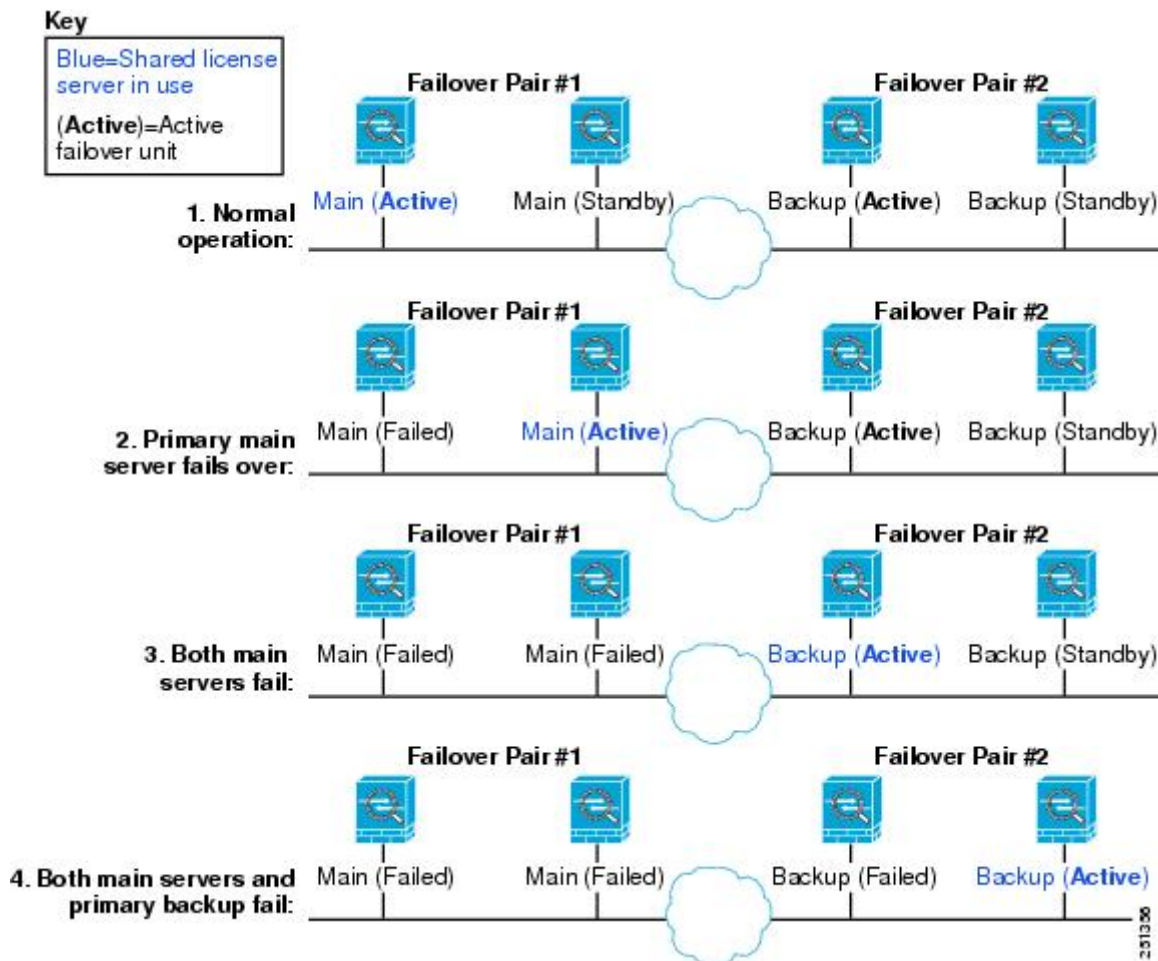 Key
Blue=Shared license
server in use
(Active)=Active
failover unit
Failover Pair #1
Failover Pair #2
1. Normal
operation:
Main (Active)
Main (Standby)
Backup (Active)
Backup (Standby)
Failover Pair #1
Failover Pair #2
2. Primary main
server fails over:
Main (Failed)
Main (Active)
Backup (Active)
Backup (Standby)
Failover Pair #1
Failover Pair #2
3. Both main
servers fail:
Main (Failed)
Main (Failed)
Backup (Active)
Backup (Standby)
Failover Pair #1
Failover Pair #2
4. Both main servers and
primary backup fail:
Main (Failed)
Main (Failed)
Backup (Failed)
Backup (Active)
251356